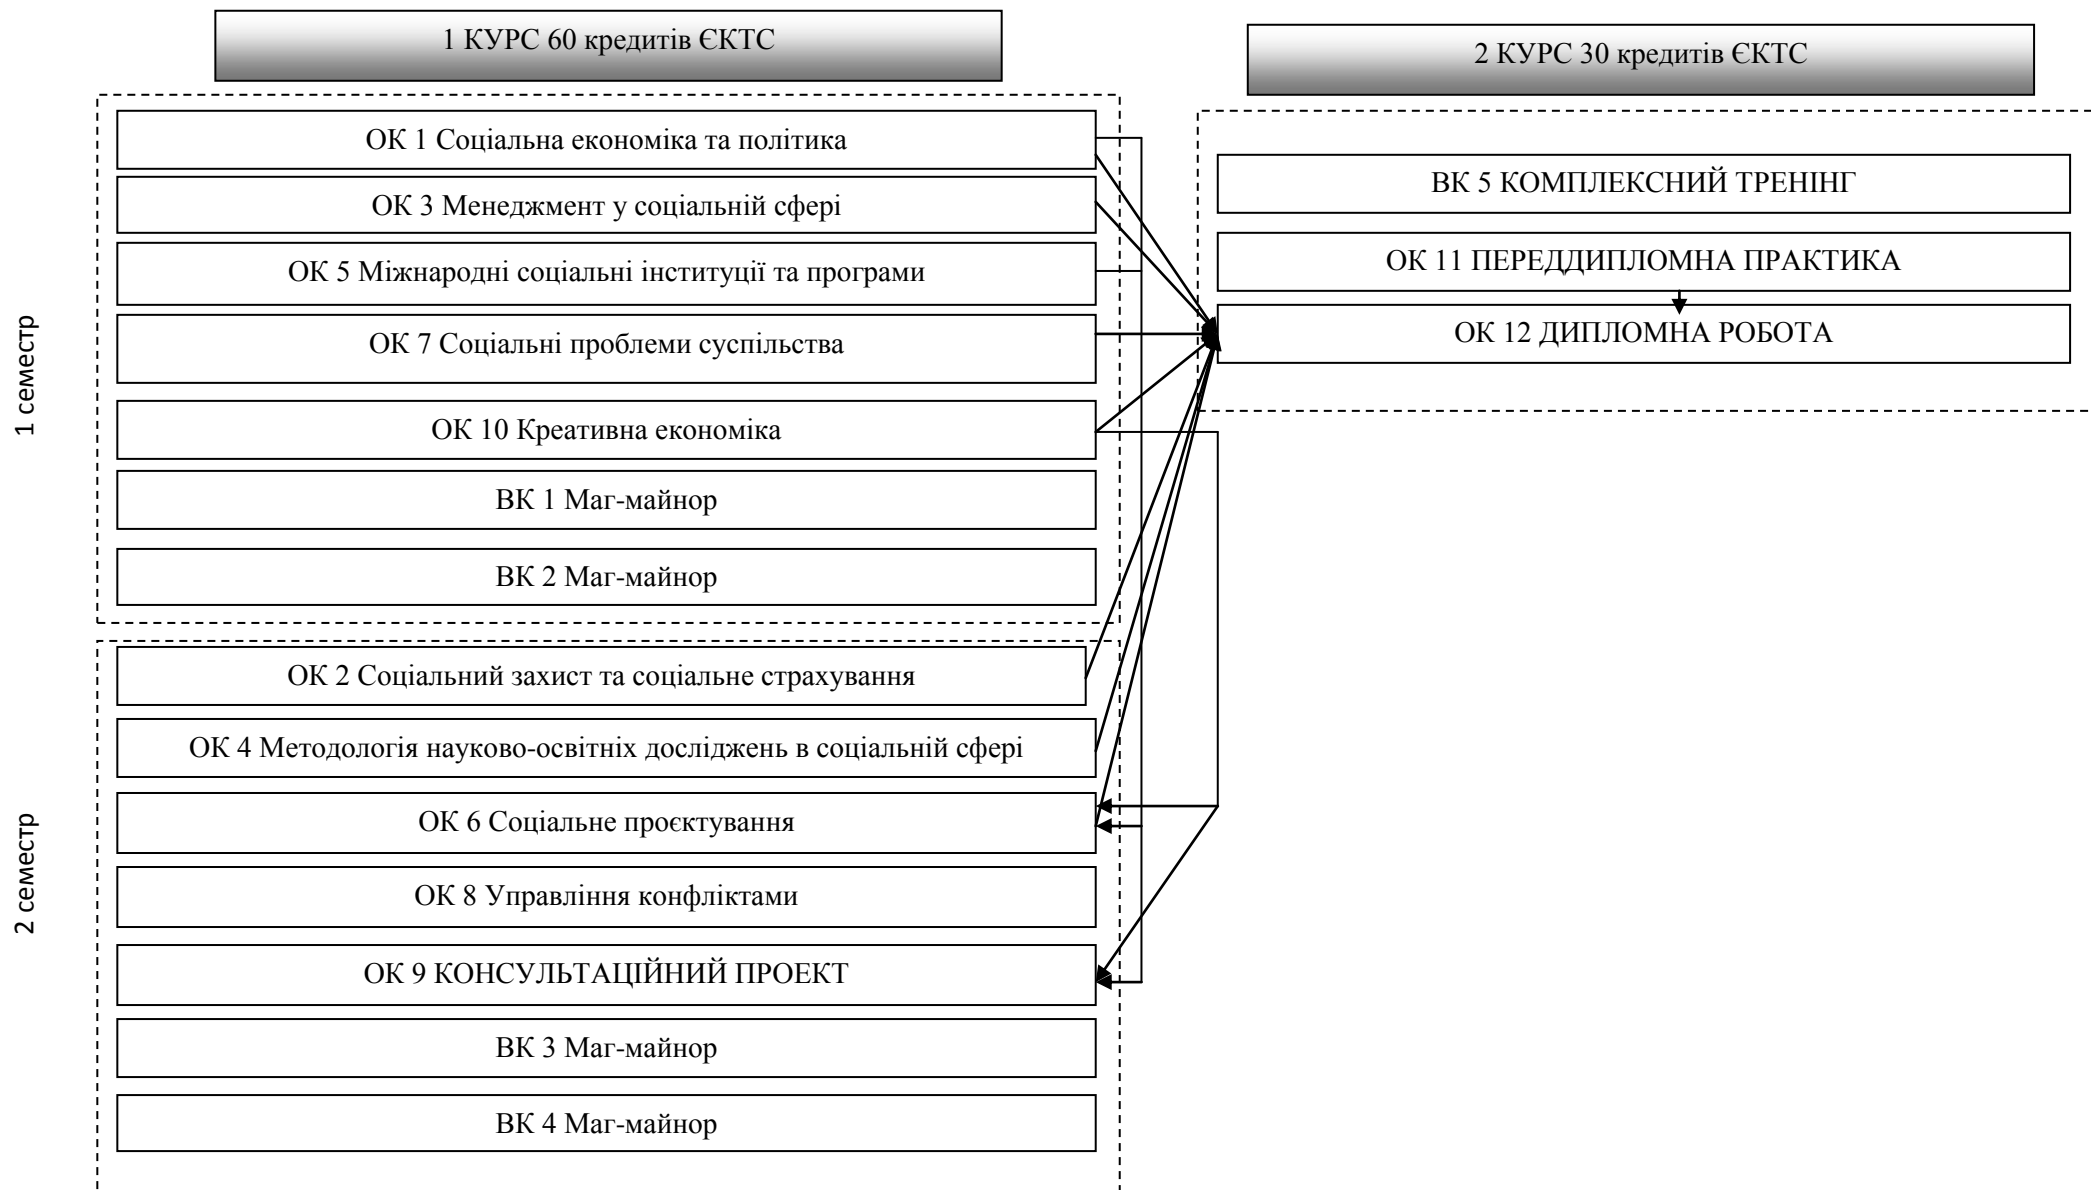 1 КУРС 60 кредитів ЄКТС
1 семестр
ОК 1 Соціальна економіка та політика
ОК 3 Менеджмент у соціальній сфері
ОК 5 Міжнародні соціальні інституції та програми
ОК 7 Соціальні проблеми суспільства
ОК 10 Креативна економіка
ВК 1 Маг-майнор
ВК 2 Маг-майнор
2 семестр
ОК 2 Соціальний захист та соціальне страхування
ОК 4 Методологія науково-освітніх досліджень в соціальній сфері
ОК 6 Соціальне проєктування
ОК 8 Управління конфліктами
ОК 9 КОНСУЛЬТАЦІЙНИЙ ПРОЕКТ
ВК 3 Маг-майнор
ВК 4 Маг-майнор
2 КУРС 30 кредитів ЄКТС
ВК 5 КОМПЛЕКСНИЙ ТРЕНІНГ
ОК 11 ПЕРЕДДИПЛОМНА ПРАКТИКА
ОК 12 ДИПЛОМНА РОБОТА